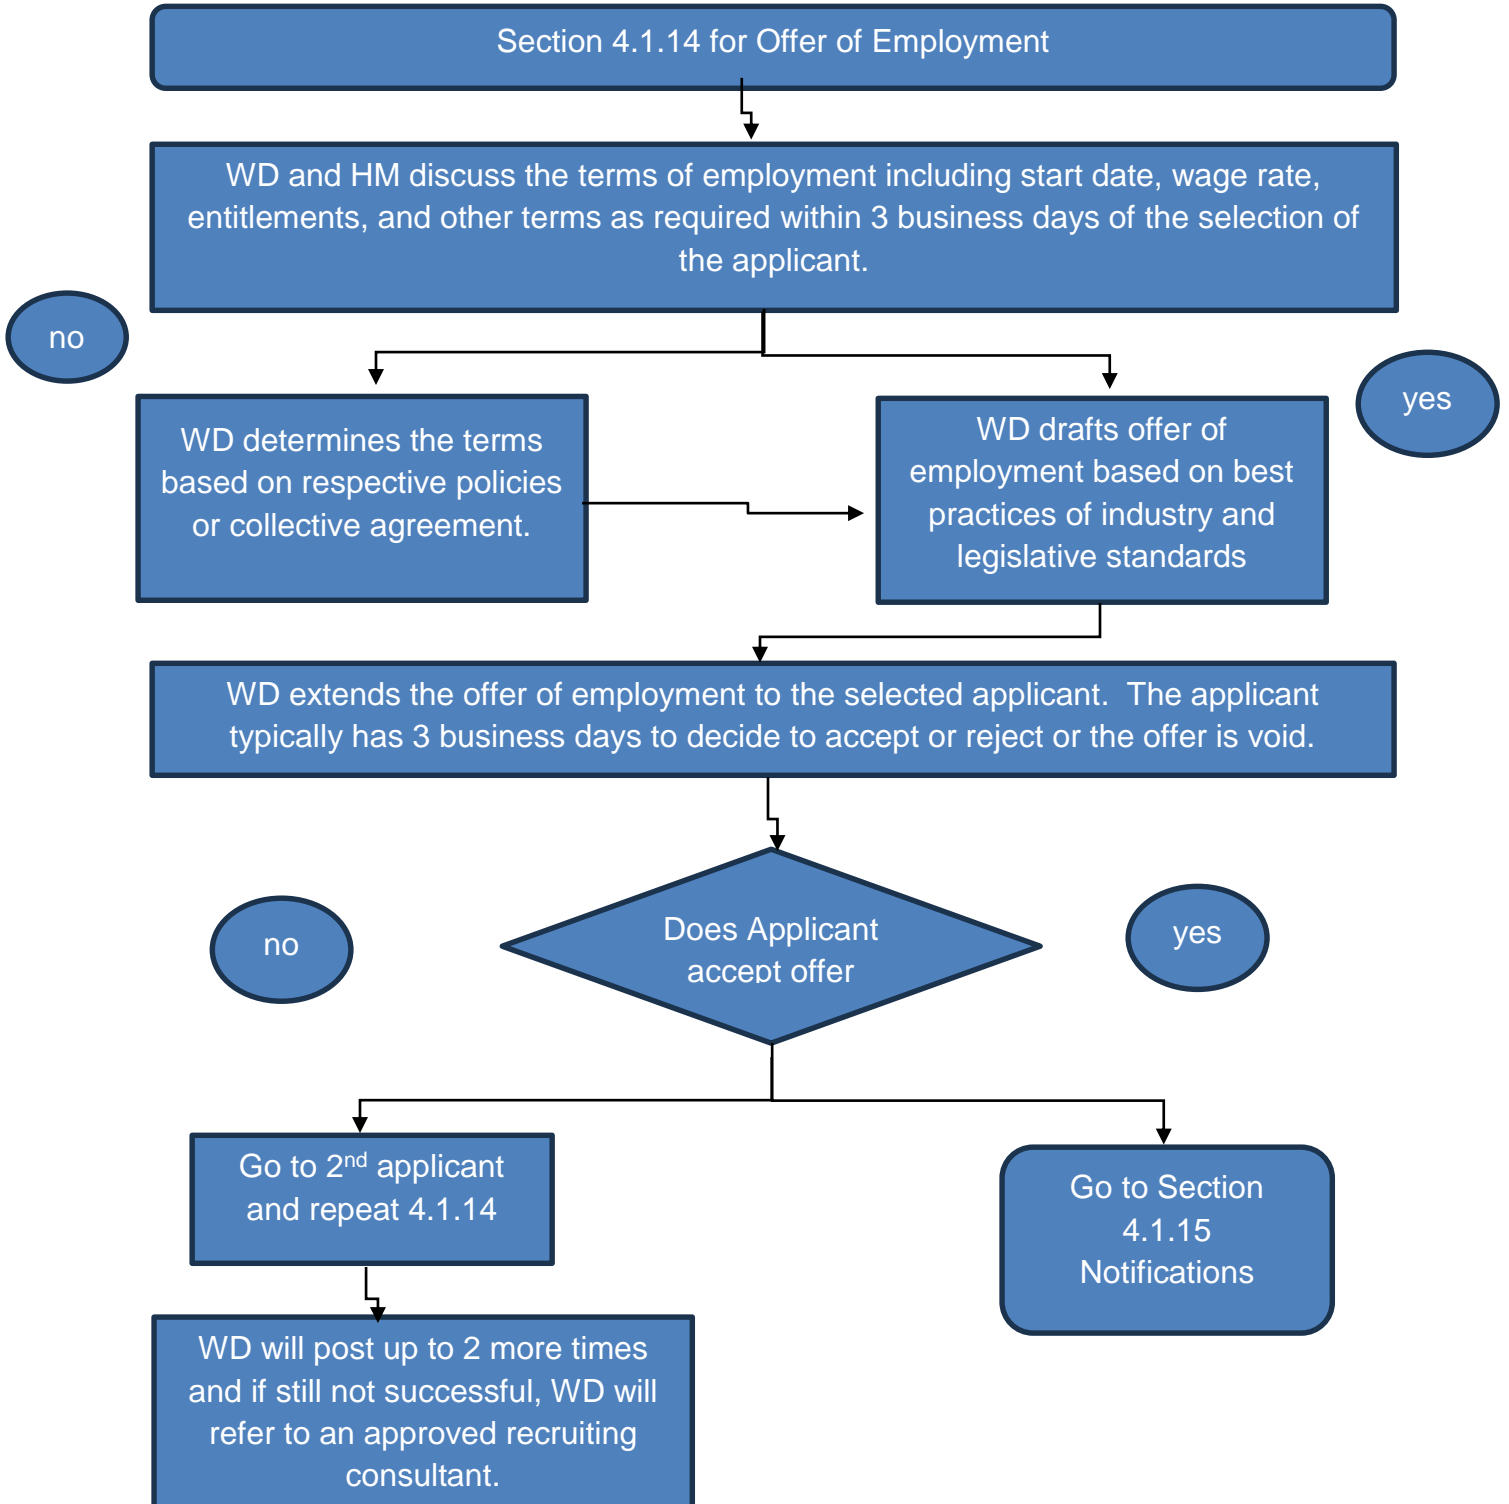 Section 4.1.14 for Offer of Employment
WD and HM discuss the terms of employment including start date, wage rate,
entitlements, and other terms as required within 3 business days of the selection of
the applicant.
no
yes
WD determines the terms
based on respective policies
or collective agreement.
WD drafts offer of
employment based on best
practices of industry and
legislative standards
WD extends the offer of employment to the selected applicant.  The applicant
typically has 3 business days to decide to accept or reject or the offer is void.
no
Does Applicant
accept offer
yes
Go to 2nd applicant
and repeat 4.1.14
Go to Section
4.1.15
Notifications
WD will post up to 2 more times
and if still not successful, WD will
refer to an approved recruiting
consultant.